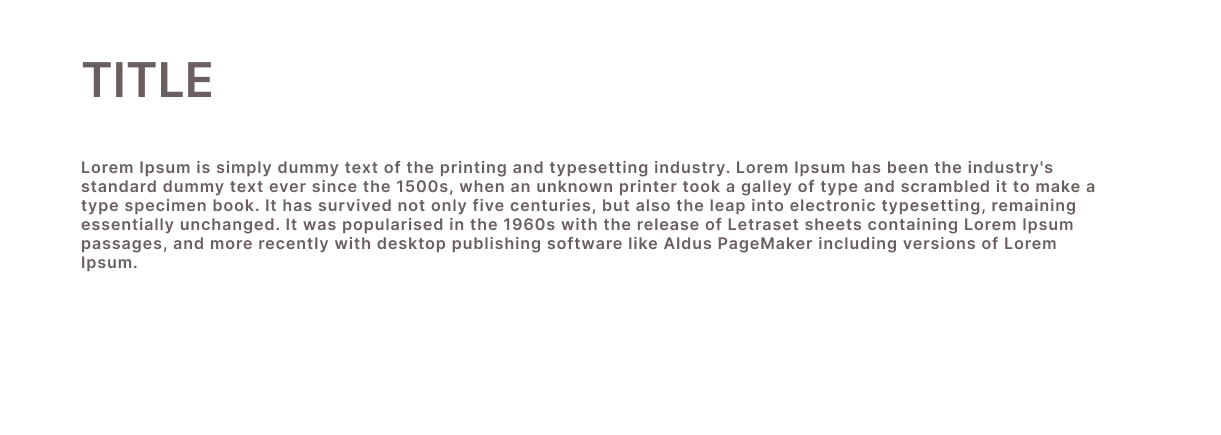 TITLE
Lorem Ipsum is simply dummy text of the printing and typesetting industry. Lorem Ipsum has been the industry's
standard dummy text ever since the 1500s, when an unknown printer took a galley of type and scrambled it to make a
type specimen book. It has survived not only five centuries, but also the leap into electronic typesetting, remaining
essentially unchanged. It was popularised in the 1960s with the release of Letraset sheets containing Lorem Ipsum
passages, and more recently with desktop publishing software like Aldus PageMaker including versions of Lorem
Ipsum.